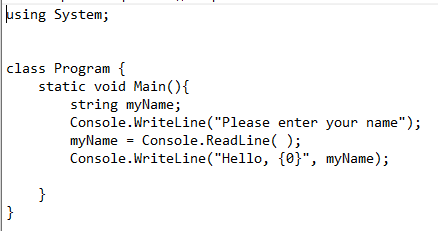 using System;
class Program {
static void Main(){
string myName;
Console.WriteLine("Please enter your name");
myName = Console.ReadLine( );
Console.WriteLine("Hello, {0}", myName);
}
}